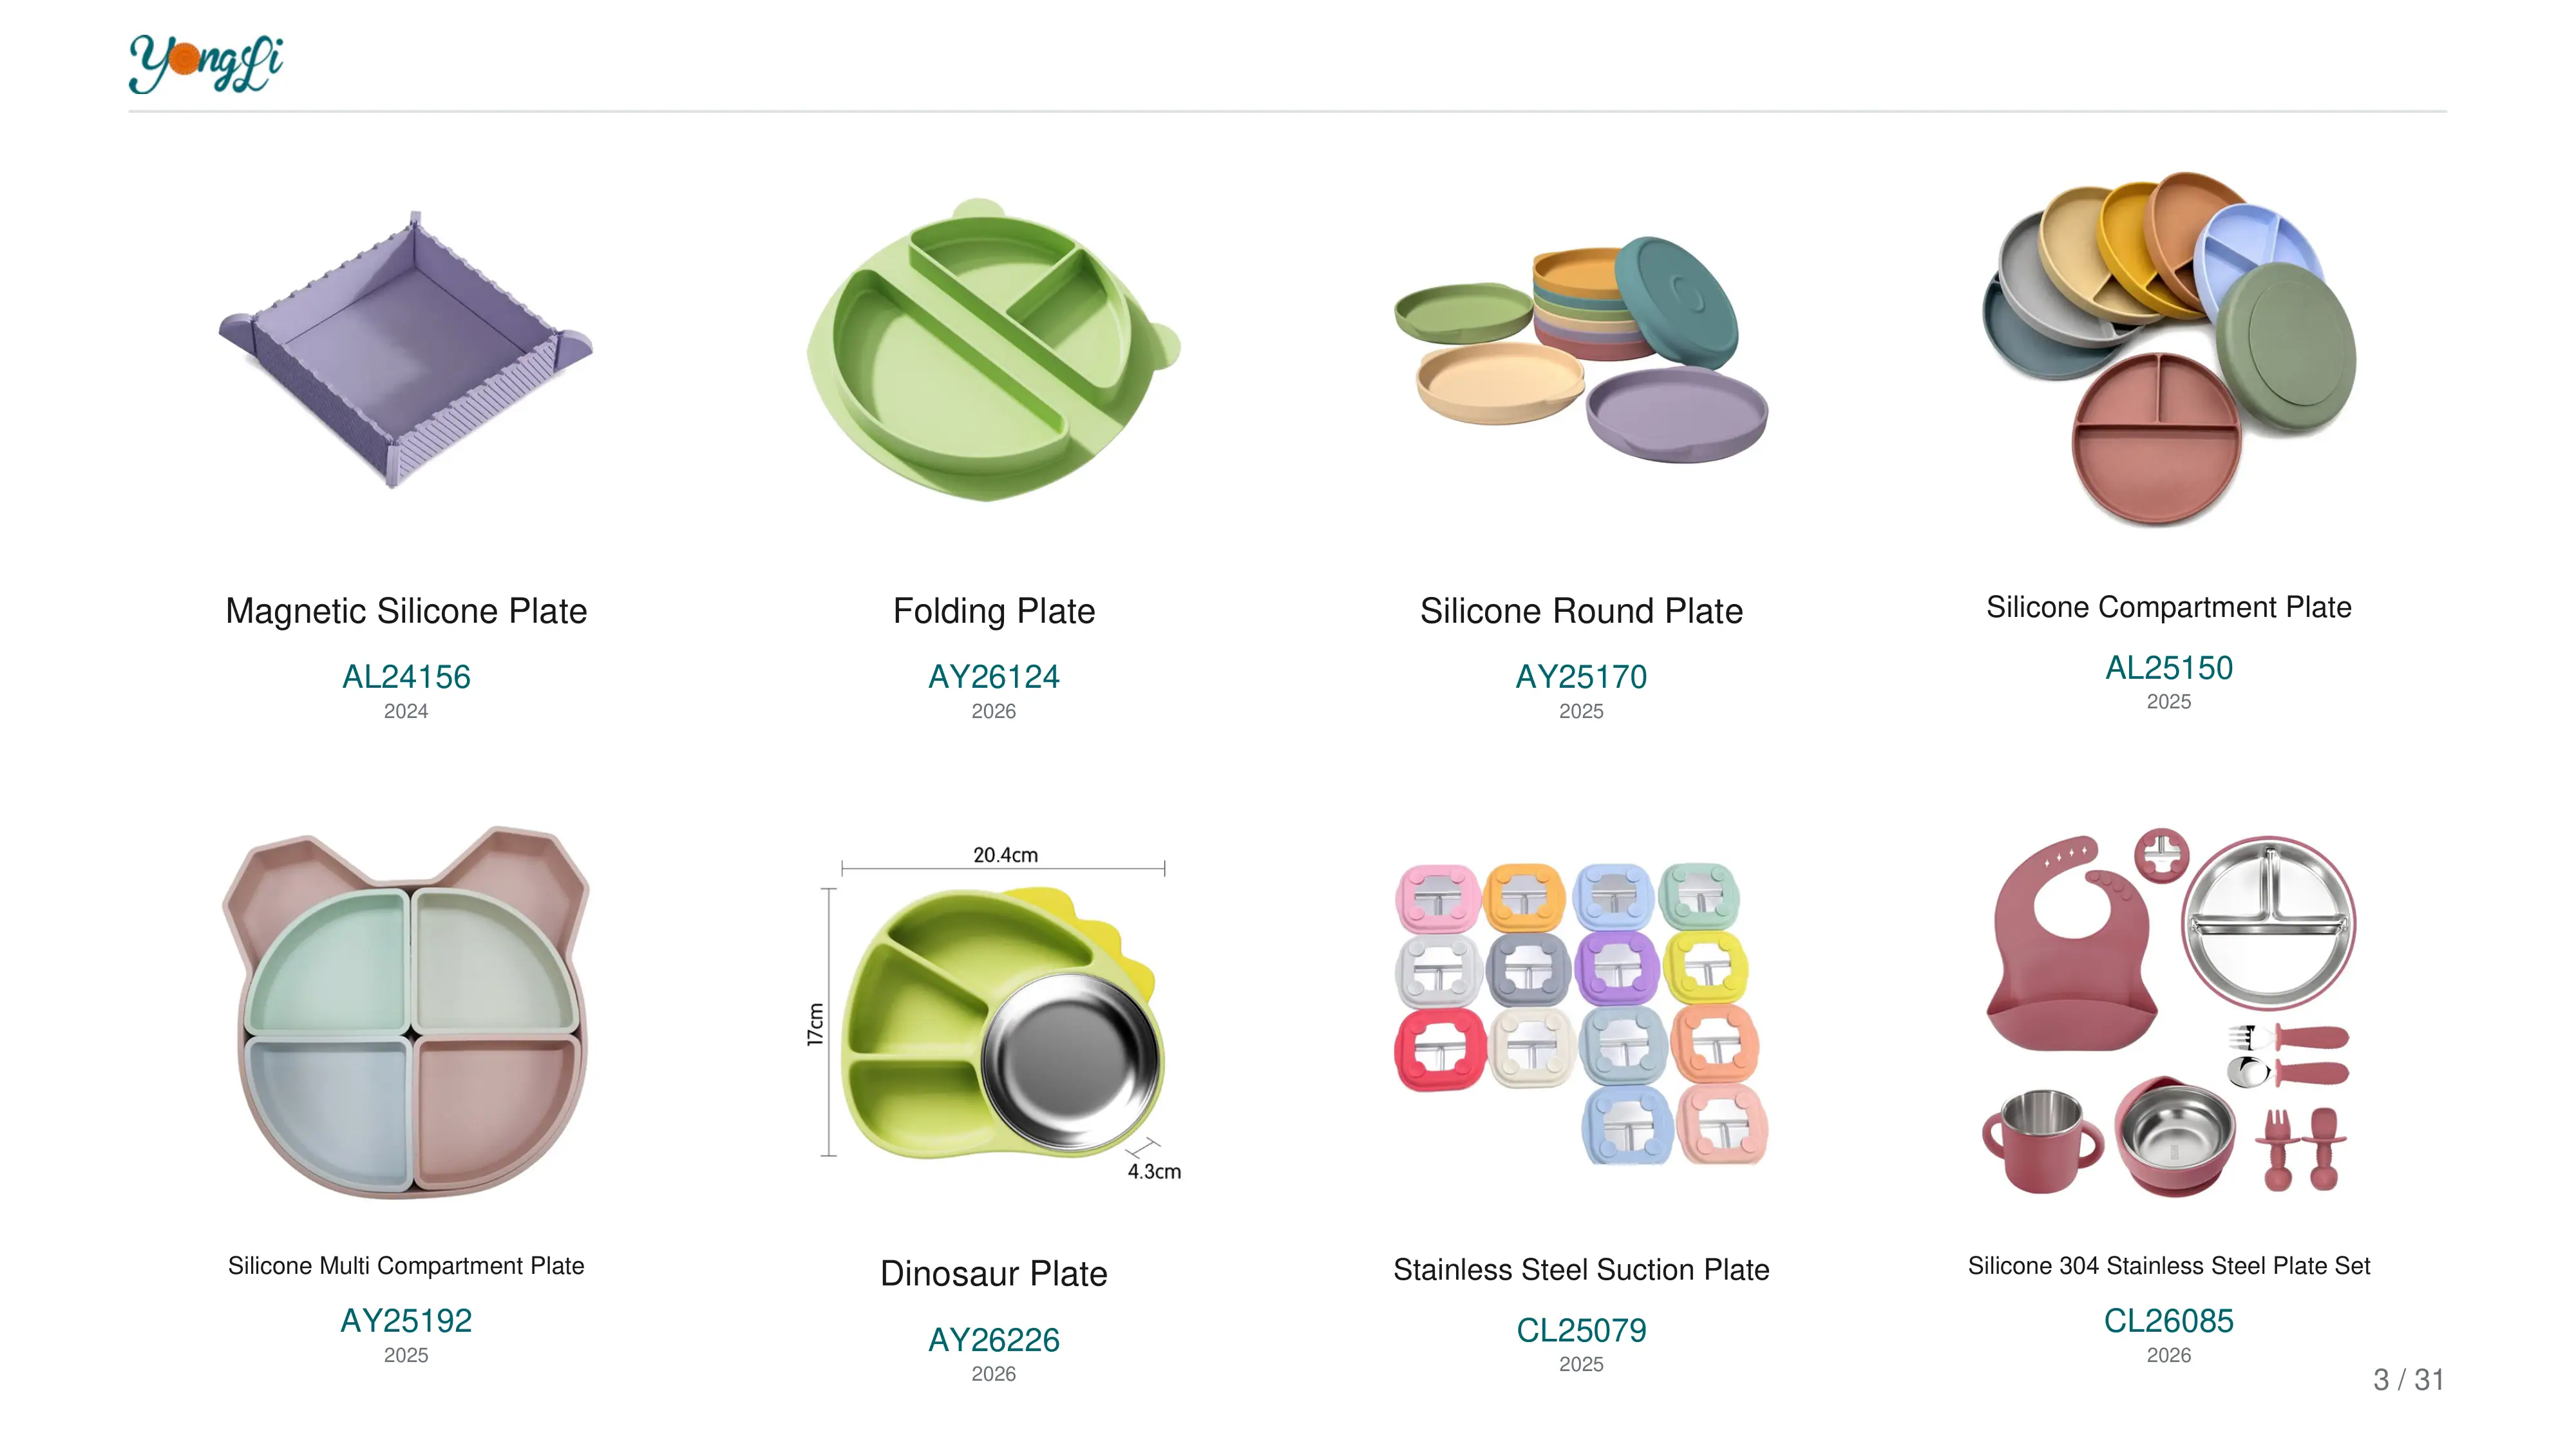 YongLi
Magnetic Silicone Plate
AL24156
2024
Folding Plate
AY26124
2026
Silicone Round Plate
AY25170
2025
Silicone Compartment Plate
AL25150
2025
20.4cm
17cm
4.3cm
Silicone Multi Compartment Plate
AY25192
2025
Dinosaur Plate
AY26226
2026
Stainless Steel Suction Plate
CL25079
2025
Silicone 304 Stainless Steel Plate Set
CL26085
2026
3 / 31